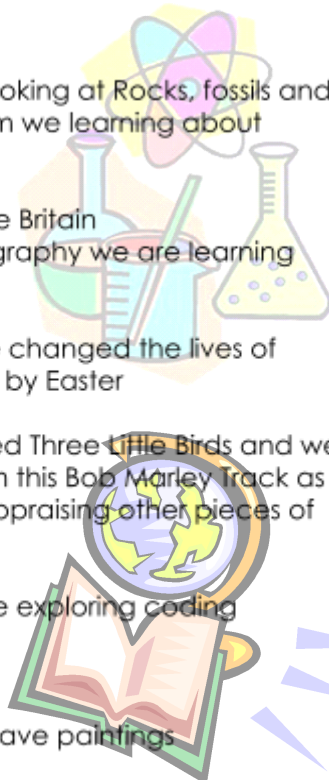 ooking at Rocks, fossils and
m we learning about
e Britain
graphy we are learning
e changed the lives of
by Easter
ed Three Little Birds and we
n this Bob Marley Track as
ppraising other pieces of
e exploring coding
ave paintings